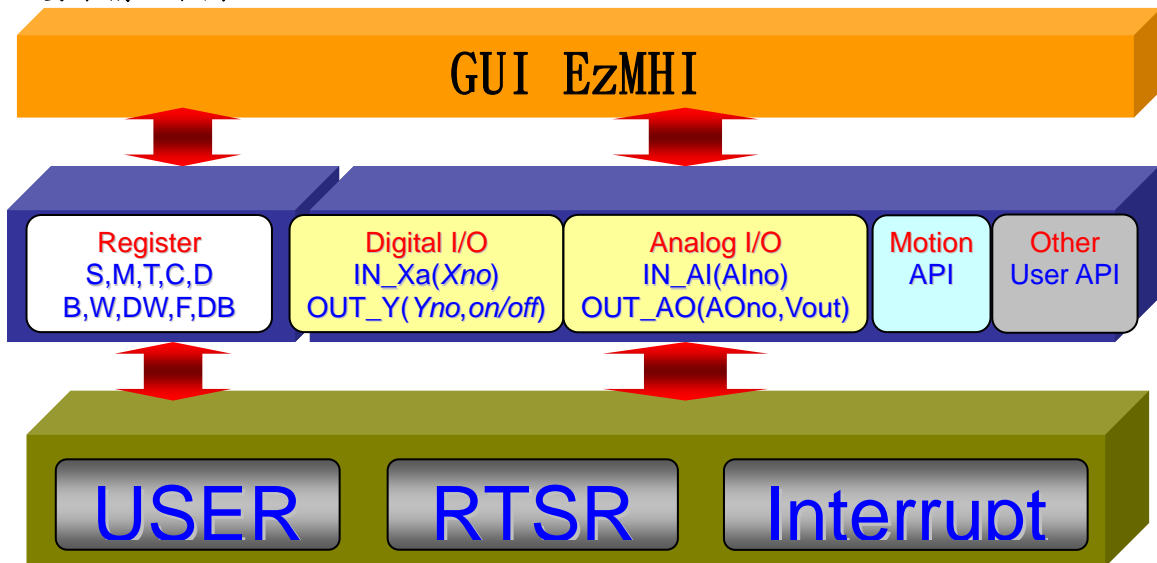 GUI EzMHI
Register
S,M,T,C,D
B,W,DW,F,DB
Digital I/O
IN_Xa(Xno)
OUT_Y(Yno,on/off)
Analog I/O
IN_AI(AIno)
OUT_AO(AOno,Vout)
Motion
API
Other
User API
USER
RTSR
Interrupt